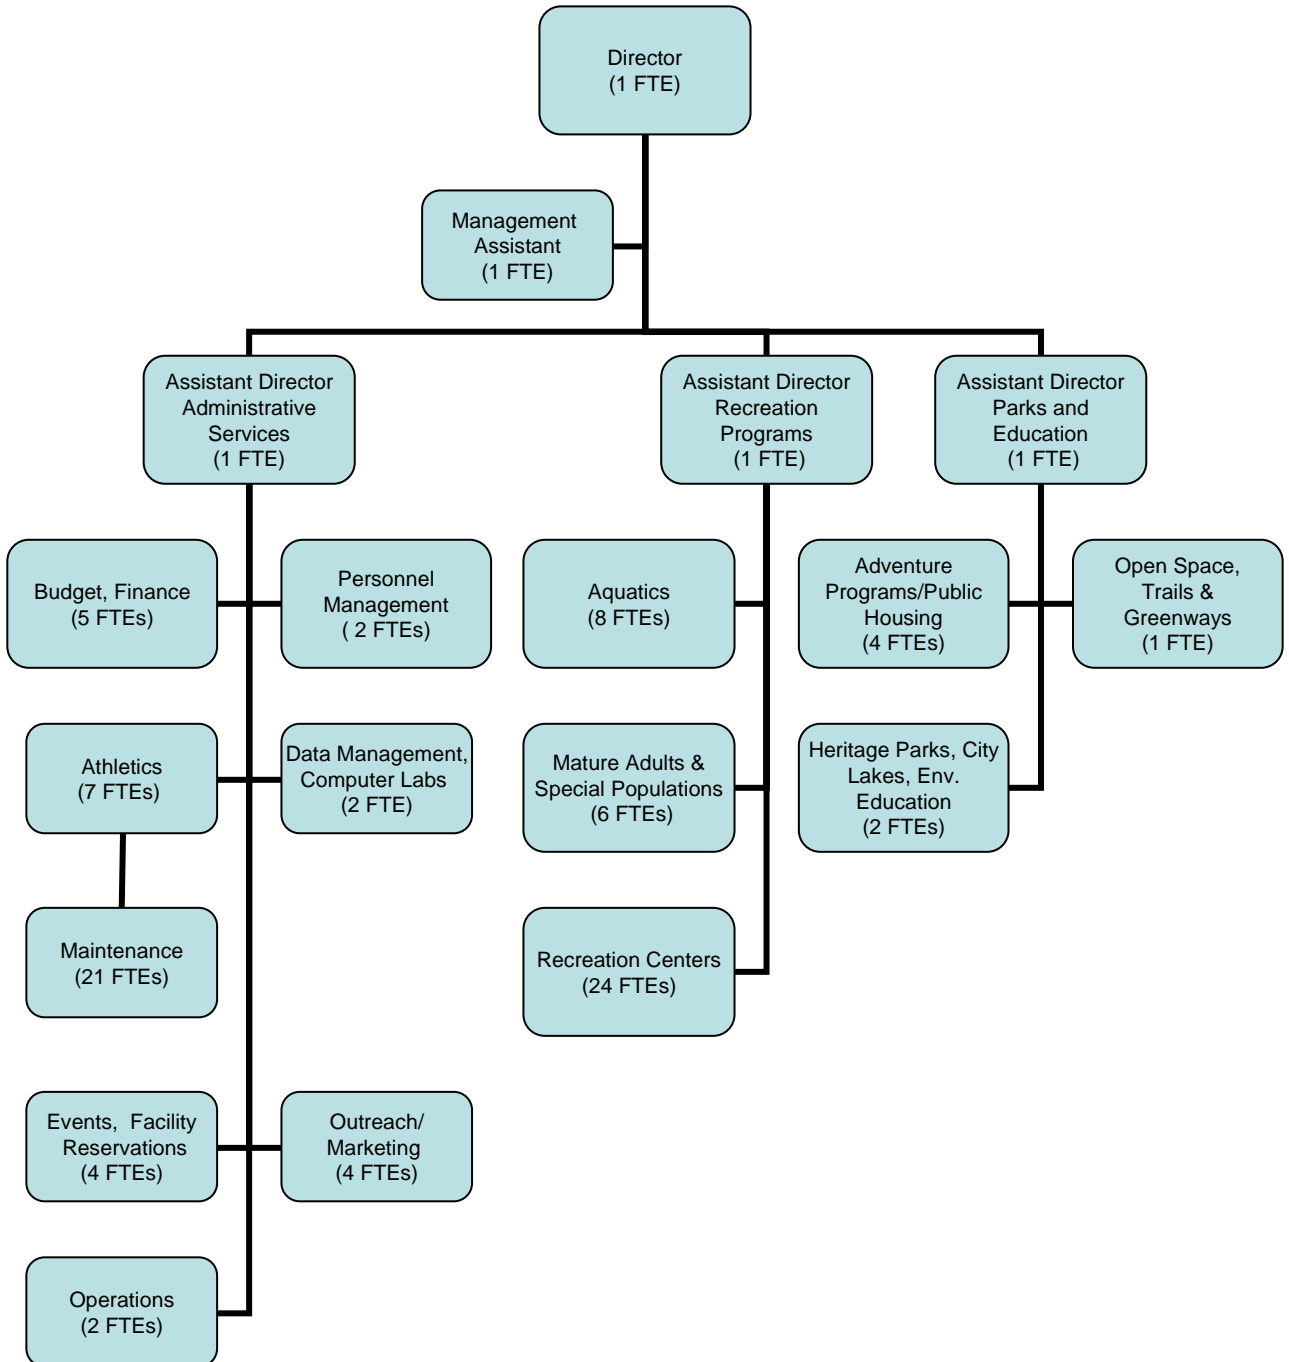 Director
(1 FTE)
Management
Assistant
(1 FTE)
Assistant Director
Administrative
Services
(1 FTE)
Assistant Director
Recreation
Programs
(1 FTE)
Assistant Director
Parks and
Education
(1 FTE)
Budget, Finance
(5 FTEs)
Personnel
Management
( 2 FTEs)
Aquatics
(8 FTEs)
Adventure
Programs/Public
Housing
(4 FTEs)
Open Space,
Trails &
Greenways
(1 FTE)
Athletics
(7 FTEs)
Data Management,
Computer Labs
(2 FTE)
Mature Adults &
Special Populations
(6 FTEs)
Heritage Parks, City
Lakes, Env.
Education
(2 FTEs)
Maintenance
(21 FTEs)
Recreation Centers
(24 FTEs)
Events,  Facility
Reservations
(4 FTEs)
Outreach/
Marketing
(4 FTEs)
Operations
(2 FTEs)